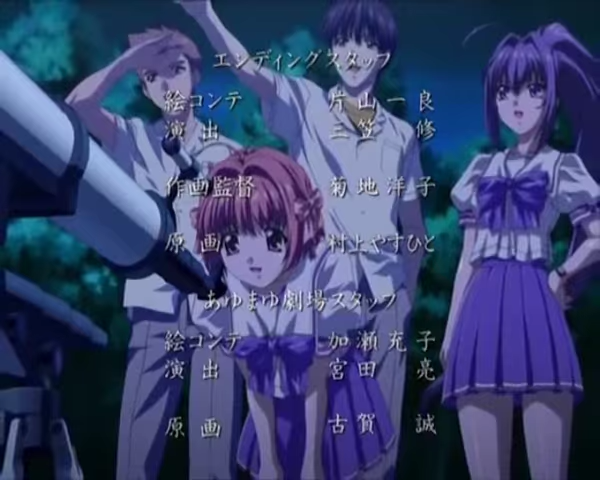 エンディングスタッフ
絵コンテ 片山一良
演出 三笠 修
作画監督 菊地洋子
原画 村上やすひと
あゆまゆ劇場スタッフ
絵コンテ 加瀬充子
演出 宮田 亮
原画 古賀 誠